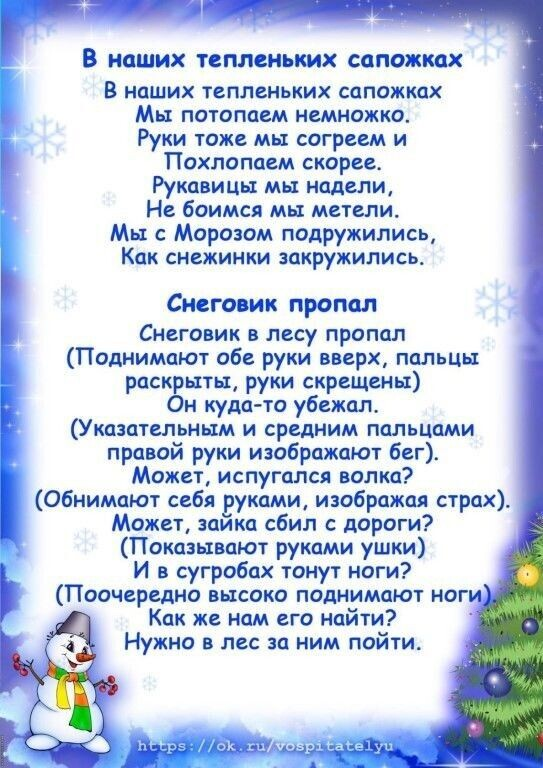 В наших тепленьких сапожках
В наших тепленьких сапожках
Мы потопаем немножко.
Руки тоже мы согреем и
Похлопаем скорее.
Рукавицы мы надели,
Не боимся мы метели.
Мы с Морозом подружились,
Как снежинки закружились.
Снеговик пропал
Снеговик в лесу пропал
(Поднимают обе руки вверх, пальцы
раскрыты, руки скрещены)
Он куда-то убежал.
(Указательным и средним пальцами
правой руки изображают бег).
Может, испугался волка?
(Обнимают себя руками, изображая страх).
Может, зайка сбил с дороги?
(Показывают руками ушки)
И в сугробах тонут ноги?
(Поочередно высоко поднимают ноги).
Как же нам его найти?
Нужно в лес за ним пойти.
https://ok.ru/vospitatelyu